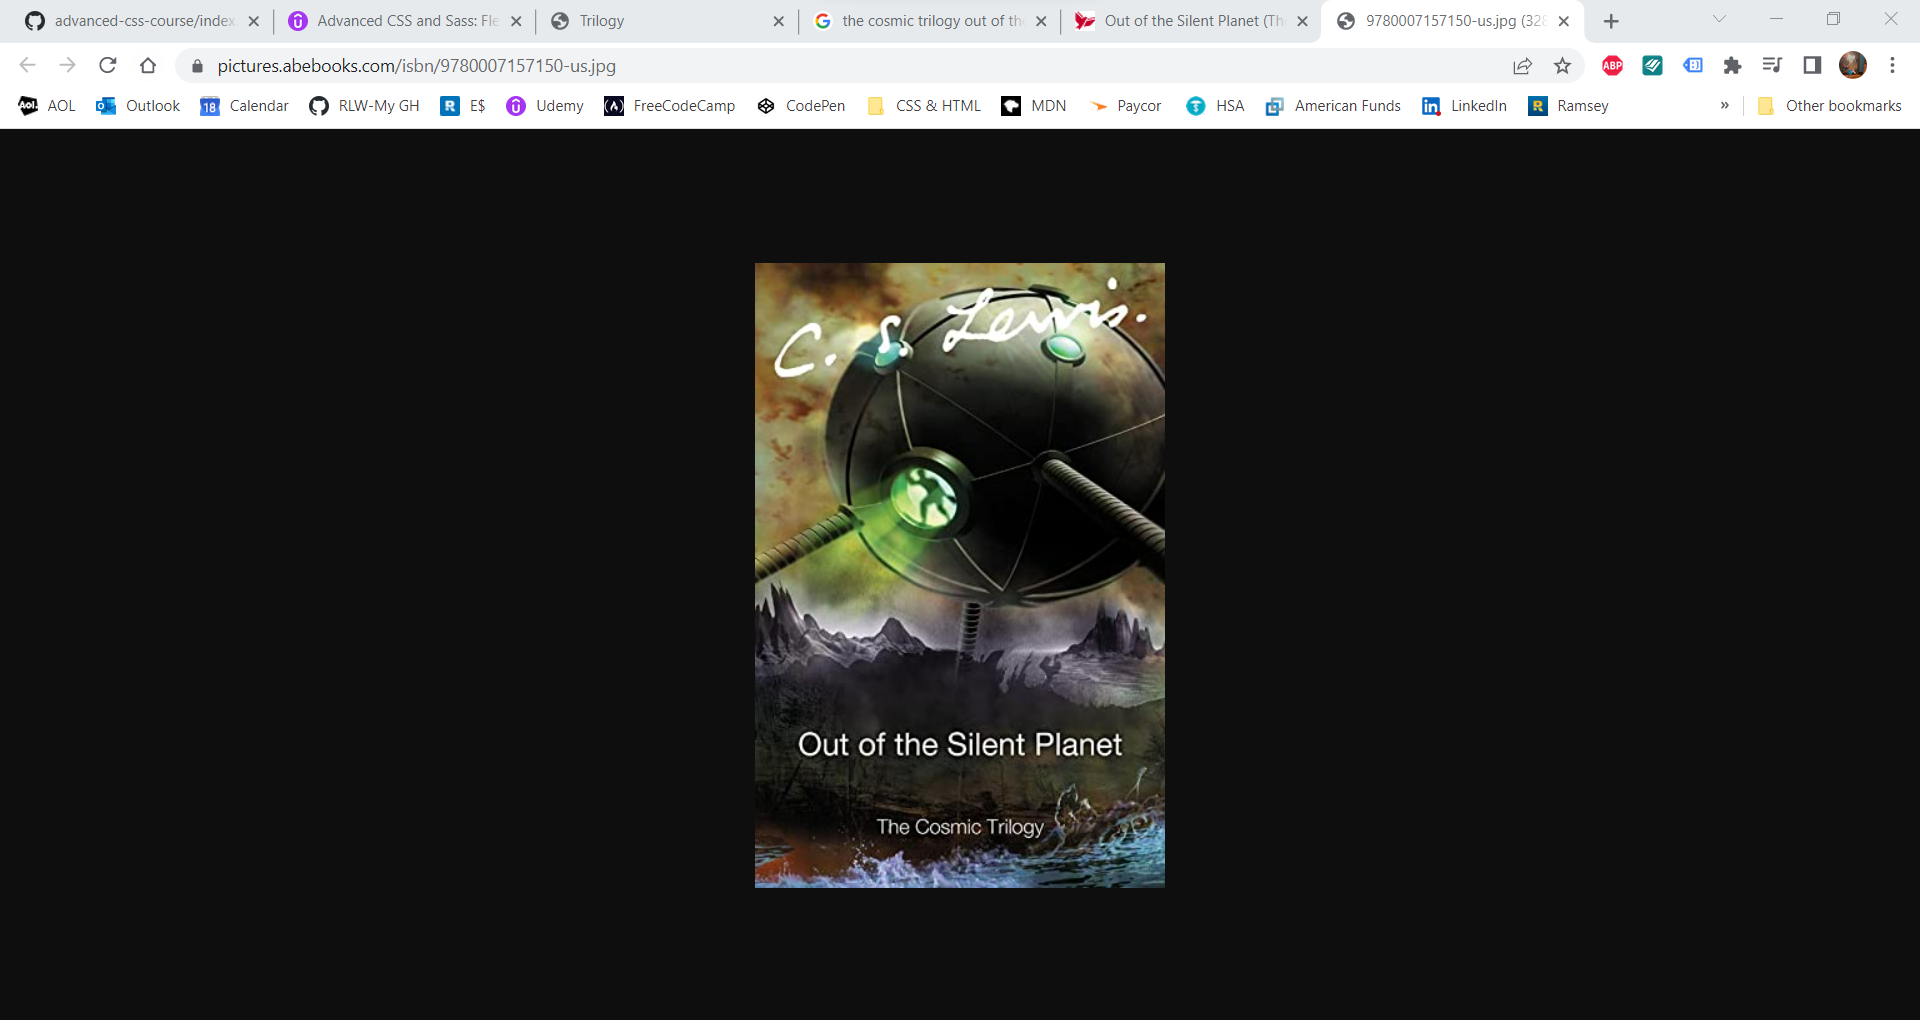 advanced-css-course/index
Advanced CSS and Sass: Fle
Trilogy
the cosmic trilogy out of th
Out of the Silent Planet (Th
9780007157150-us.jpg (328
pictures.abebooks.com/isbn/9780007157150-us.jpg
ABP
Aol.
AOL
Outlook
18
Calendar
RLW-My GH
R
E$
Udemy
FreeCodeCamp
CodePen
CSS & HTML
MDN
Paycor
HSA
American Funds
in
LinkedIn
R
Ramsey
»
Other bookmarks
C. S. Lewis.
Out of the Silent Planet
The Cosmic Trilogy